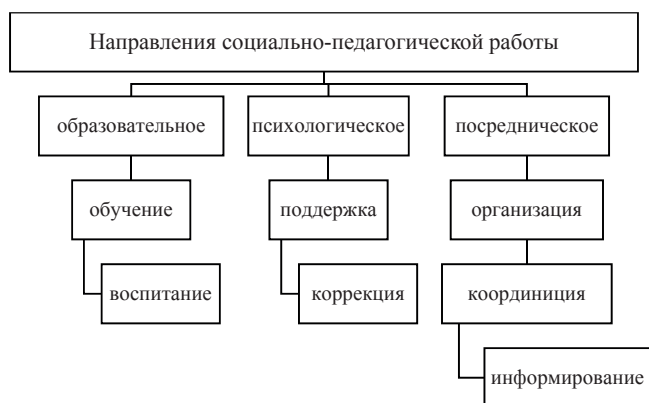 Направления социально-педагогической работы
образовательное
психологическое
посредническое
обучение
поддержка
организация
воспитание
коррекция
координиция
информирование